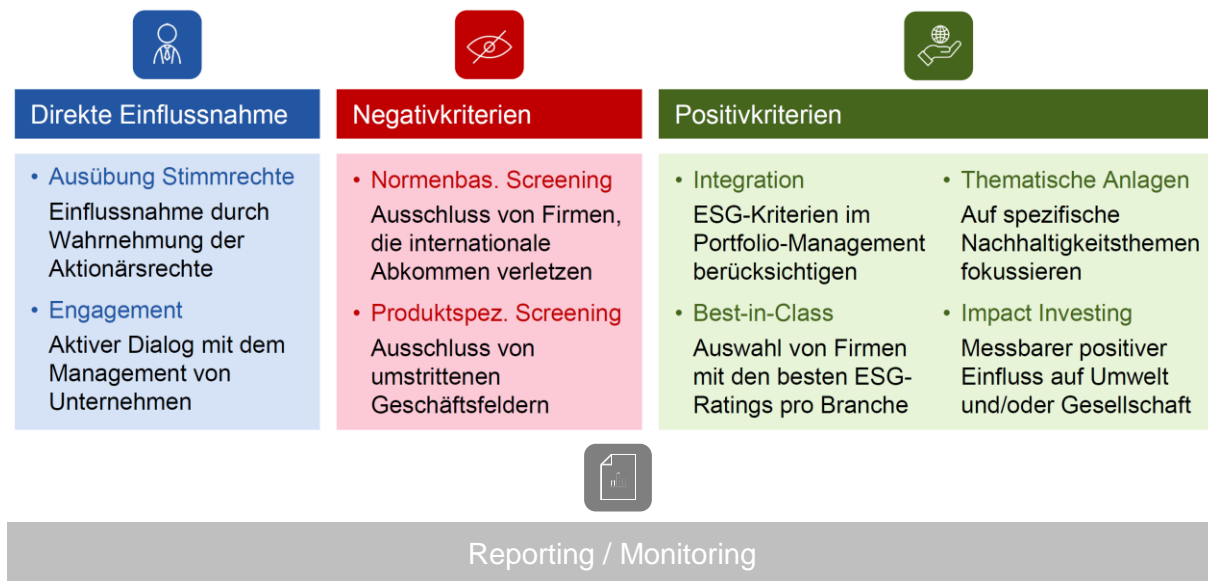 Direkte Einflussnahme
• Ausübung Stimmrechte
Einflussnahme durch
Wahrnehmung der
Aktionärsrechte
• Engagement
Aktiver Dialog mit dem
Management von
Unternehmen
Negativkriterien
• Normenbas. Screening
Ausschluss von Firmen,
die internationale
Abkommen verletzen
• Produktspez. Screening
Ausschluss von
umstrittenen
Geschäftsfeldern
Positivkriterien
• Integration
ESG-Kriterien im
Portfolio-Management
berücksichtigen
• Best-in-Class
Auswahl von Firmen
mit den besten ESG-
Ratings pro Branche
• Thematische Anlagen
Auf spezifische
Nachhaltigkeitsthemen
fokussieren
• Impact Investing
Messbarer positiver
Einfluss auf Umwelt
und/oder Gesellschaft
Reporting / Monitoring